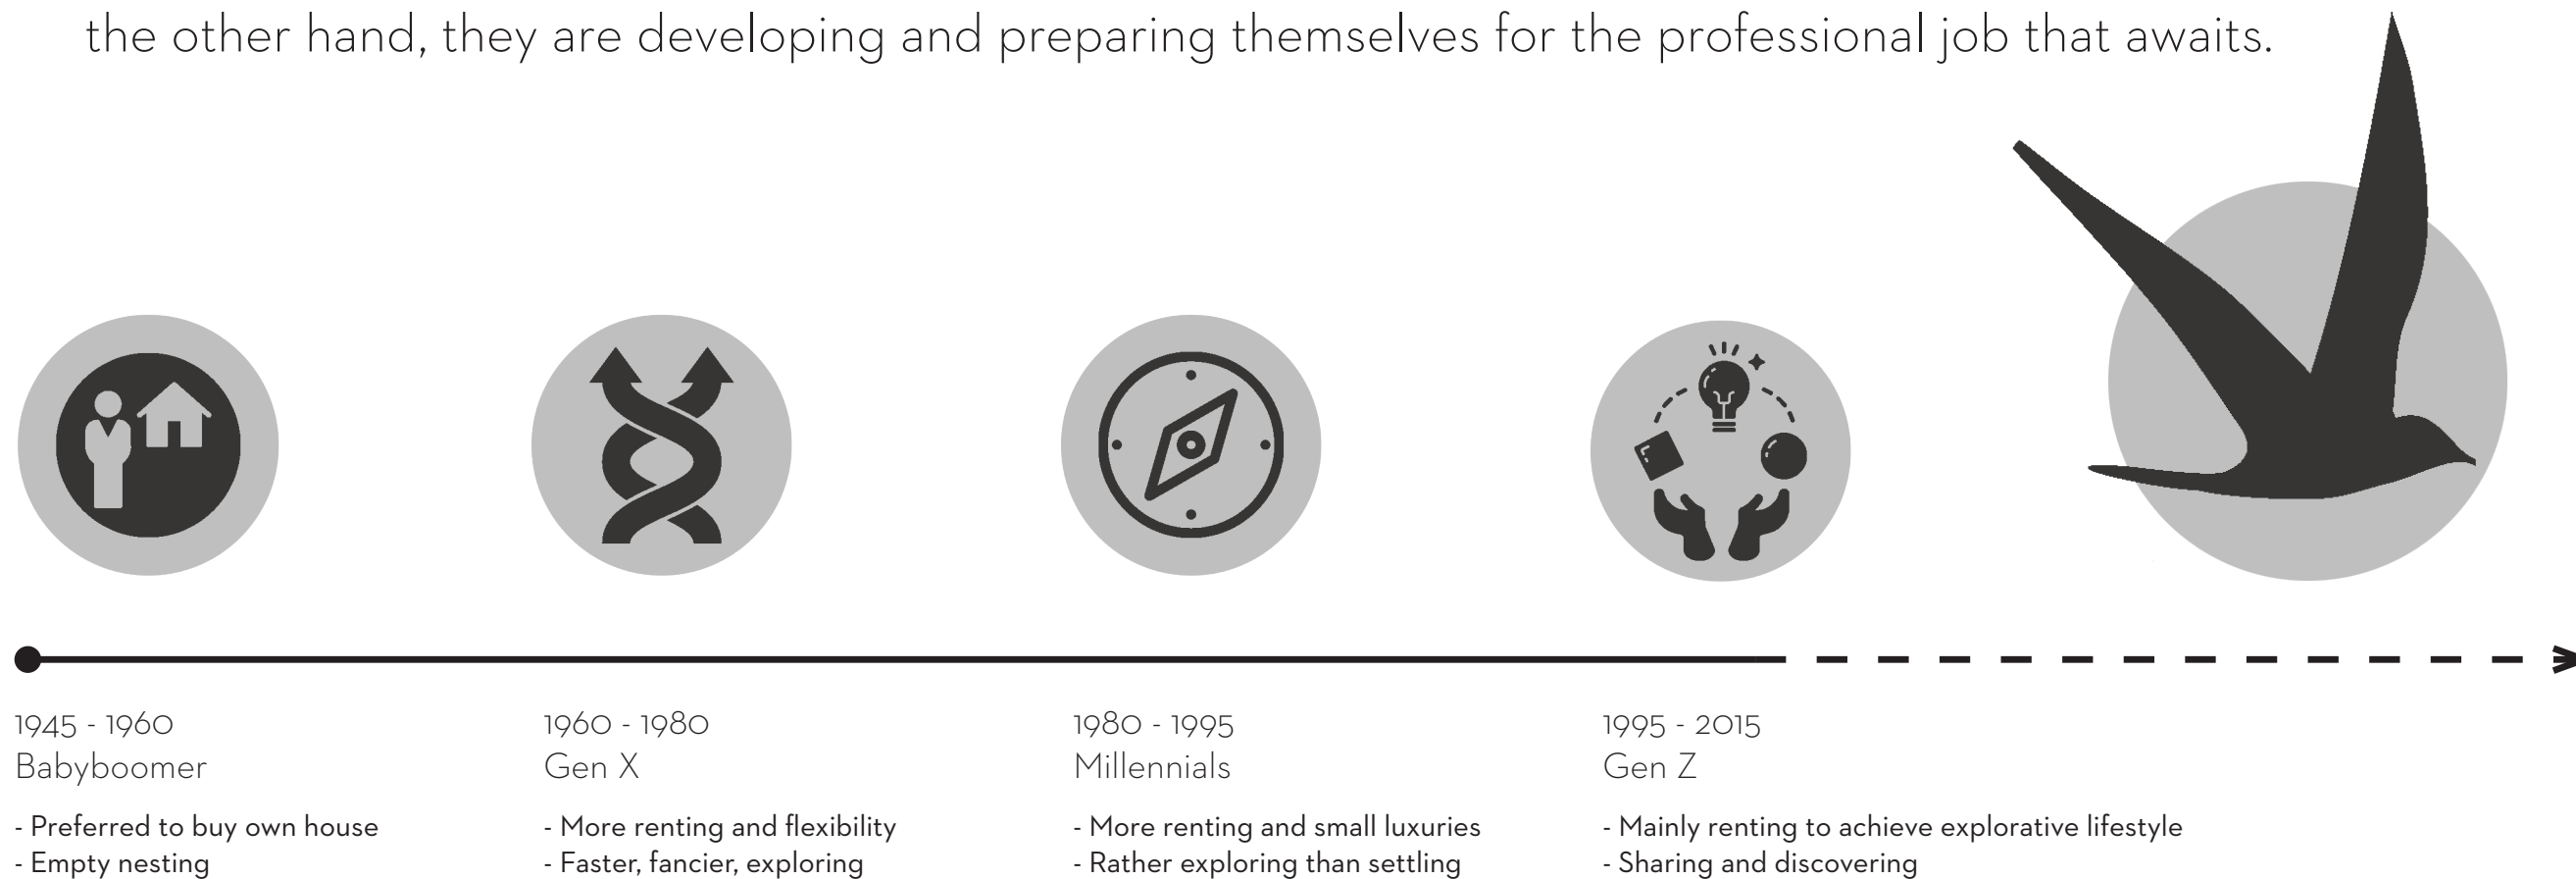 the other hand, they are developing and preparing themselves for the professional job that awaits.
1945 - 1960
Babyboomer
- Preferred to buy own house
- Empty nesting
1960 - 1980
Gen X
- More renting and flexibility
- Faster, fancier, exploring
1980 - 1995
Millennials
- More renting and small luxuries
- Rather exploring than settling
1995 - 2015
Gen Z
- Mainly renting to achieve explorative lifestyle
- Sharing and discovering